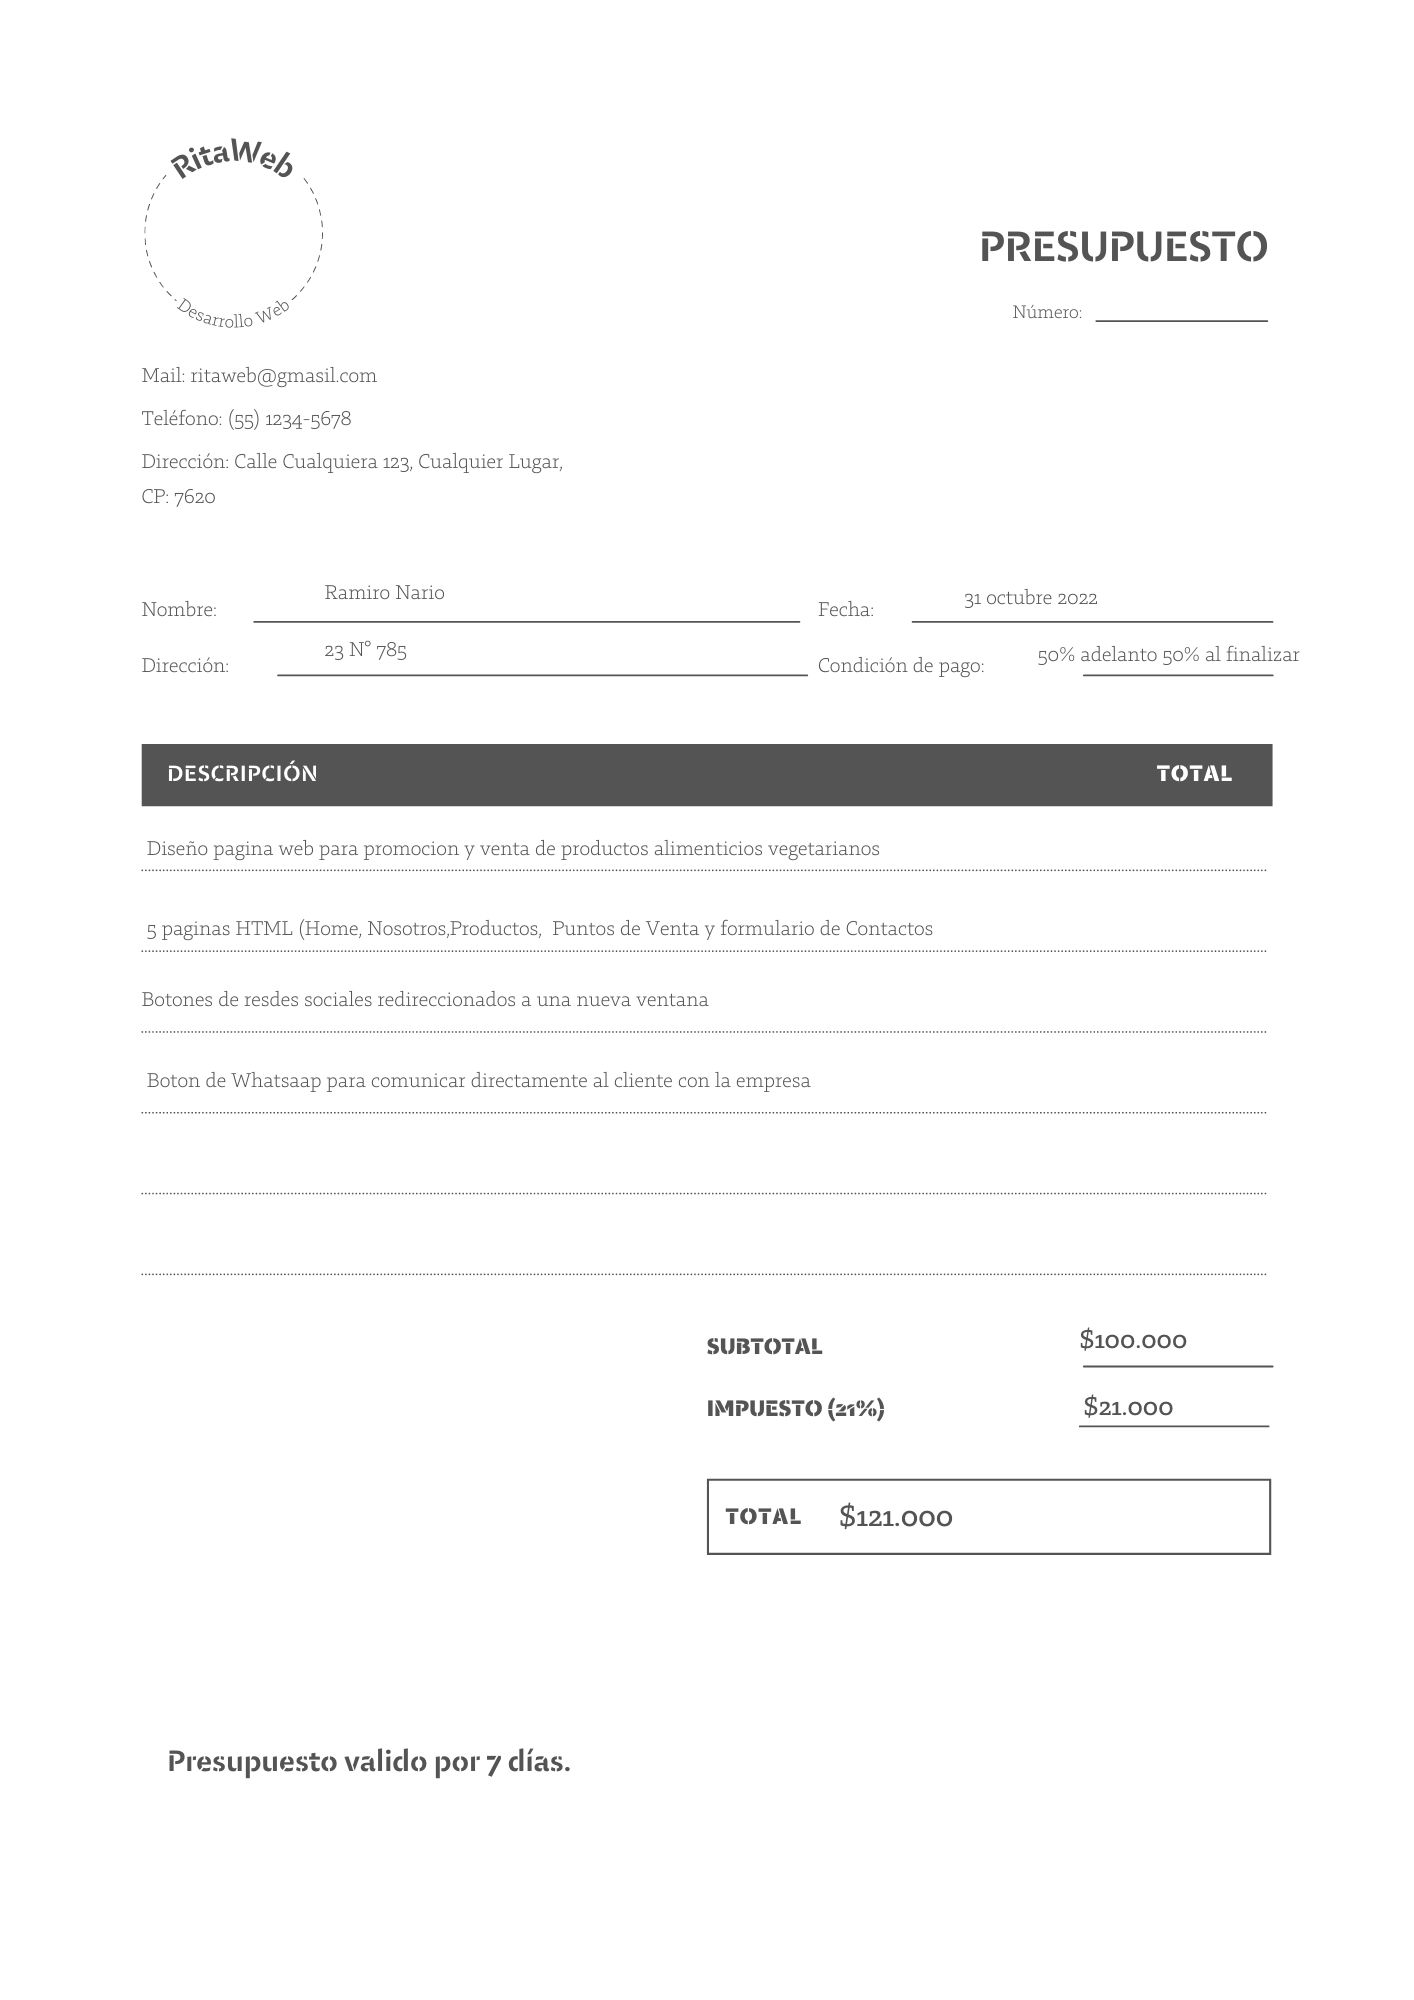 RitaWeb
Desarrollo Web
PRESUPUESTO
Número:
Mail: ritaweb@gmasil.com
Teléfono: (55) 1234-5678
Dirección: Calle Cualquiera 123, Cualquier Lugar,
CP: 7620
Nombre: Ramiro Nario Fecha: 31 octubre 2022
Dirección: 23 N° 785 Condición de pago: 50% adelanto 50% al finalizar
DESCRIPCIÓN TOTAL
Diseño pagina web para promocion y venta de productos alimenticios vegetarianos
5 paginas HTML (Home, Nosotros,Productos, Puntos de Venta y formulario de Contactos
Botones de resdes sociales redireccionados a una nueva ventana
Boton de Whatsaap para comunicar directamente al cliente con la empresa
SUBTOTAL $100.000
IMPUESTO (21%) $21.000
TOTAL $121.000
Presupuesto valido por 7 días.